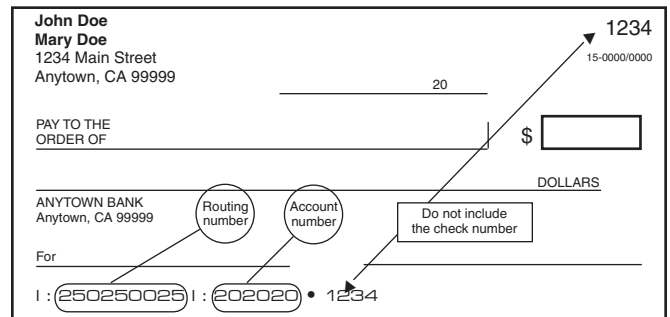 John Doe
Mary Doe
1234 Main Street
Anytown, CA 99999
1234
15-0000/0000
20
PAY TO THE
ORDER OF
$
DOLLARS
ANYTOWN BANK
Anytown, CA 99999
Routing
number
Account
number
Do not include
the check number
For
I : 250250025 I : 202020 • 1234